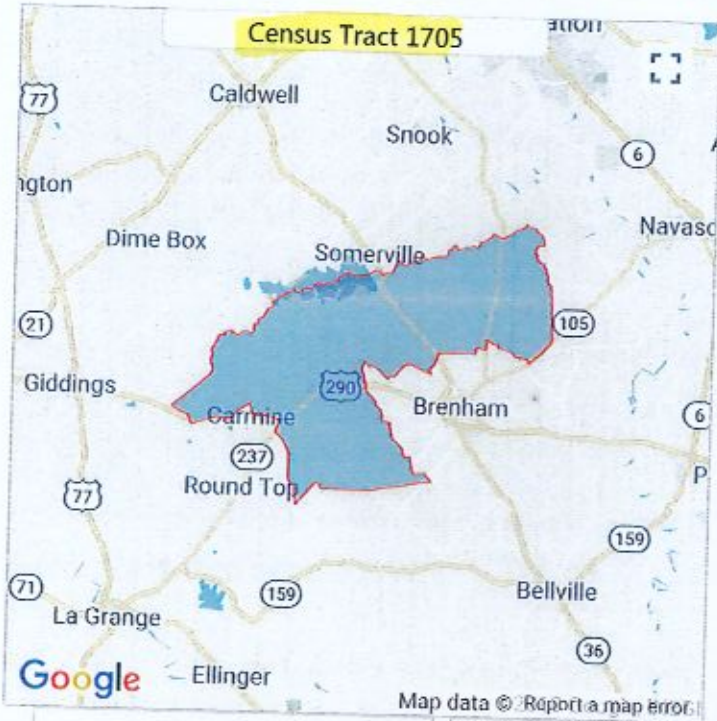 Census Tract 1705
ation
77
Caldwell
Snook
6
ngton
Navaso
Dime Box
Somerville
21
105
Giddings
290
Carmine
Brenham
6
237
Round Top
P
77
159
71
159
Bellville
La Grange
36
Ellinger
Google
Map data © Report a map error